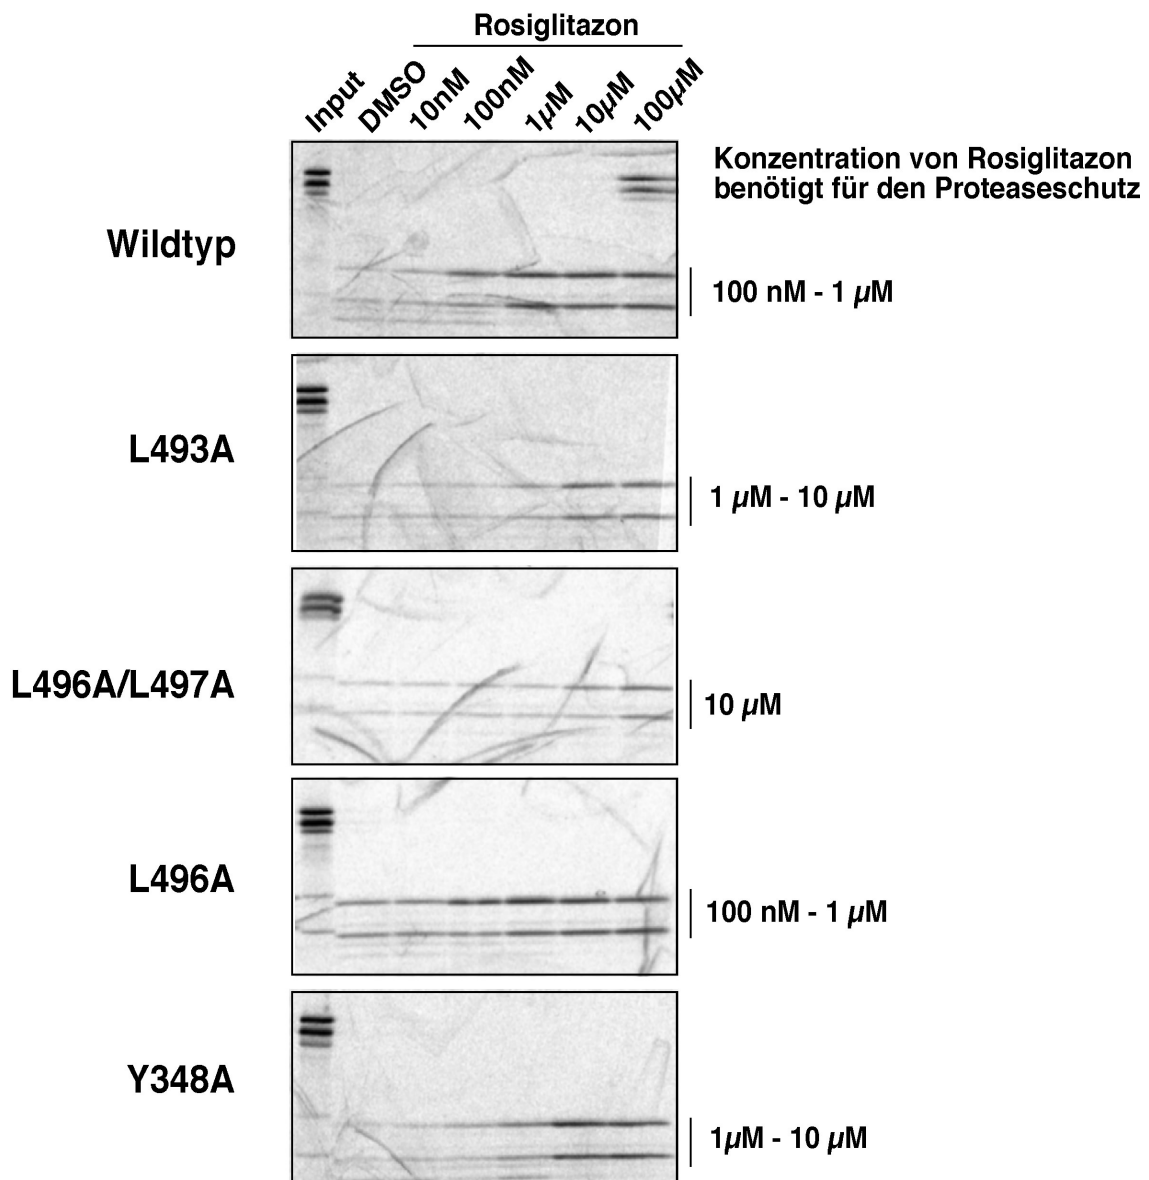 Rosiglitazon
Input DMSO 10nM 100nM 1µM 10µM 100µM
Konzentration von Rosiglitazon
benötigt für den Proteaseschutz
Wildtyp
100 nM - 1 µM
L493A
1 µM - 10 µM
L496A/L497A
10 µM
L496A
100 nM - 1 µM
Y348A
1µM - 10 µM